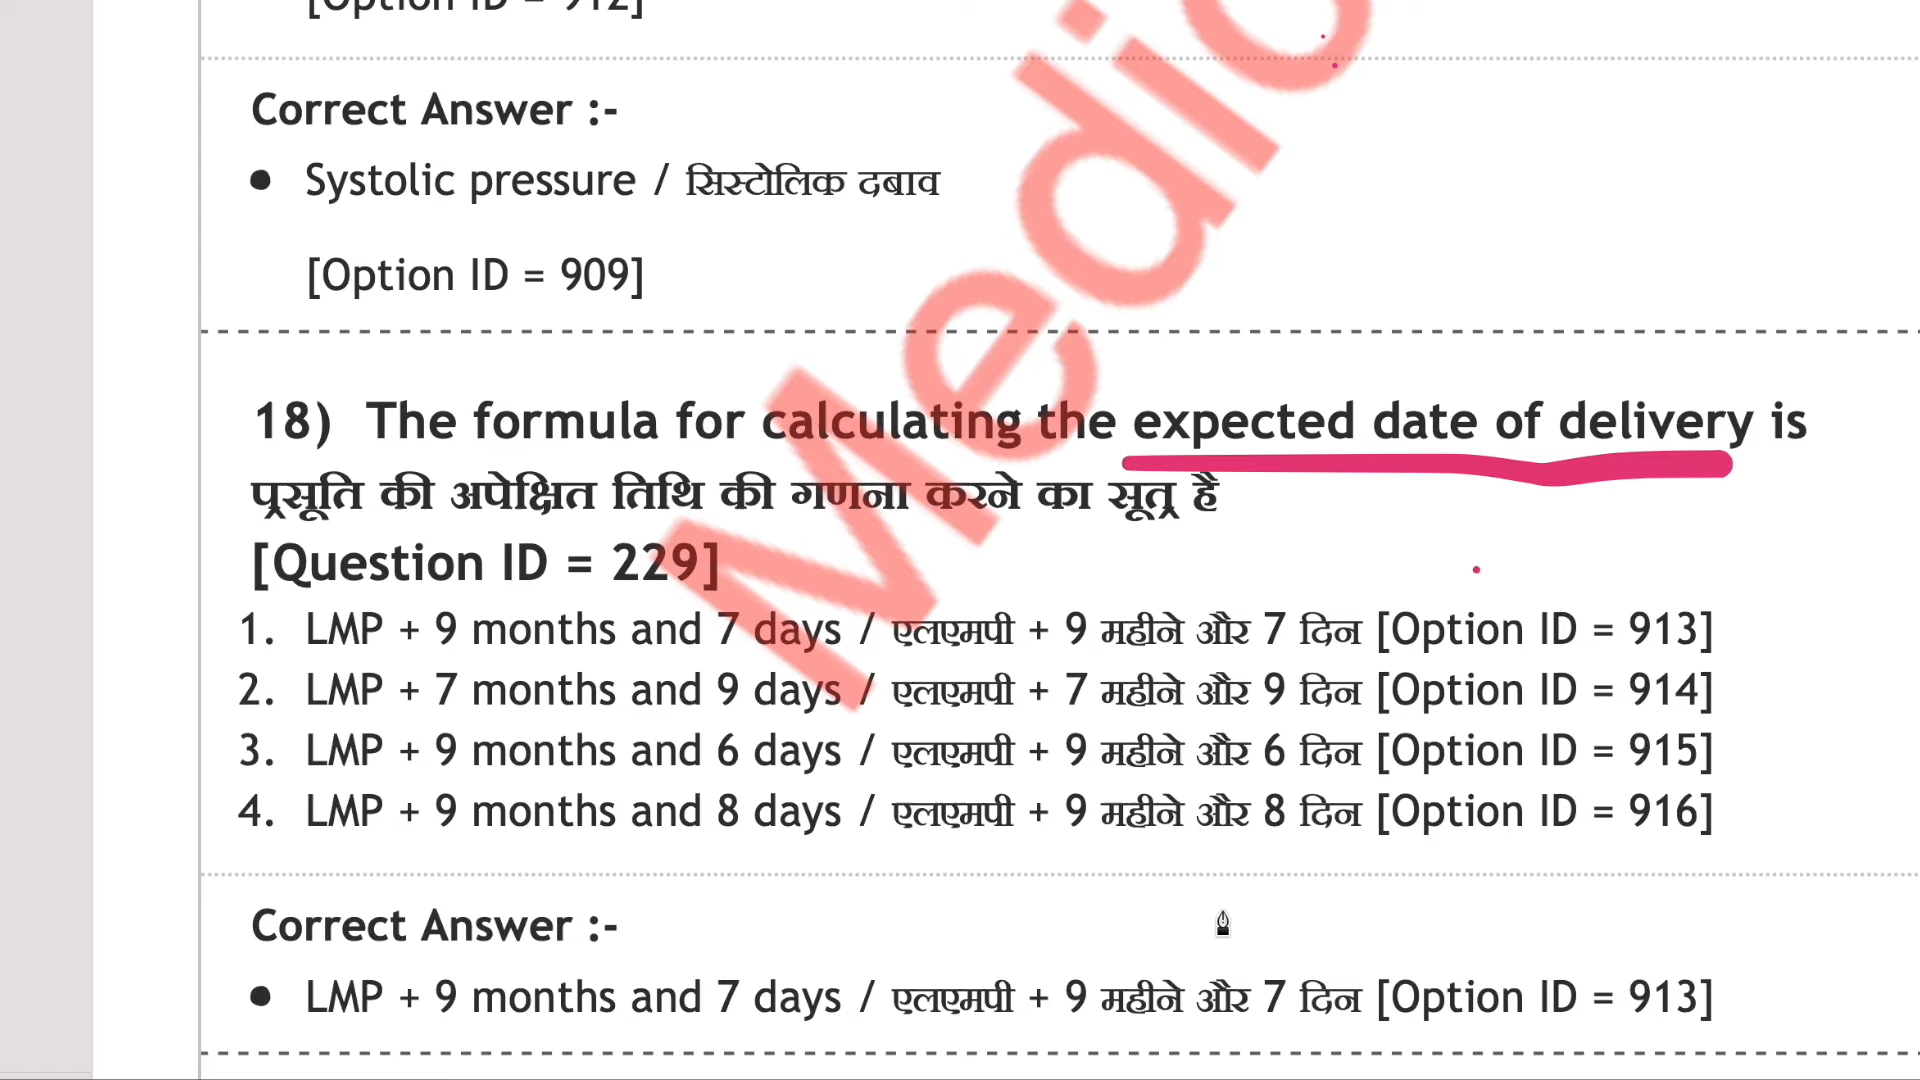 [Option ID = 912]
Correct Answer :-
● Systolic pressure / सिस्टोलिक दबाव
[Option ID = 909]
18) The formula for calculating the expected date of delivery is
प्रसूति की अपेक्षित तिथि की गणना करने का सूत्र है
[Question ID = 229]
1. LMP + 9 months and 7 days / एलएमपी + 9 महीने और 7 दिन [Option ID = 913]
2. LMP + 7 months and 9 days / एलएमपी + 7 महीने और 9 दिन [Option ID = 914]
3. LMP + 9 months and 6 days / एलएमपी + 9 महीने और 6 दिन [Option ID = 915]
4. LMP + 9 months and 8 days / एलएमपी + 9 महीने और 8 दिन [Option ID = 916]
Correct Answer :-
● LMP + 9 months and 7 days / एलएमपी + 9 महीने और 7 दिन [Option ID = 913]
Medic